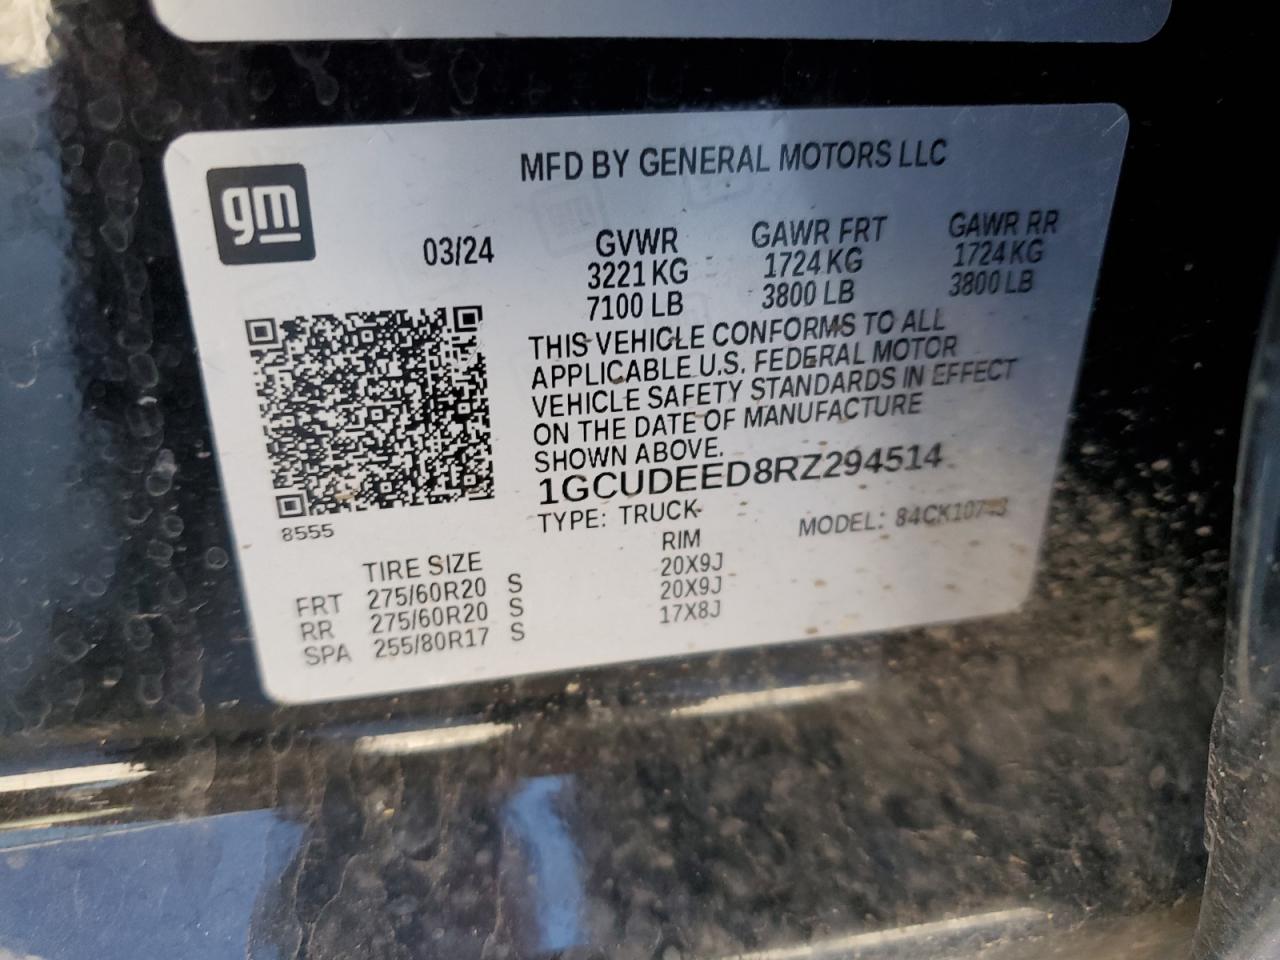 MFD BY GENERAL MOTORS LLC
gm
03/24
GVWR GAWR FRT GAWR RR
3221 KG 1724 KG 1724 KG
7100 LB 3800 LB 3800 LB
THIS VEHICLE CONFORMS TO ALL
APPLICABLE U.S. FEDERAL MOTOR
VEHICLE SAFETY STANDARDS IN EFFECT
ON THE DATE OF MANUFACTURE
SHOWN ABOVE.
1GCUDEED8RZ294514
8555
TYPE: TRUCK MODEL:
TIRE SIZE RIM
FRT 275/60R20 S 20X9J
RR 275/60R20 S 20X9J
SPA 255/80R17 S 17X8J